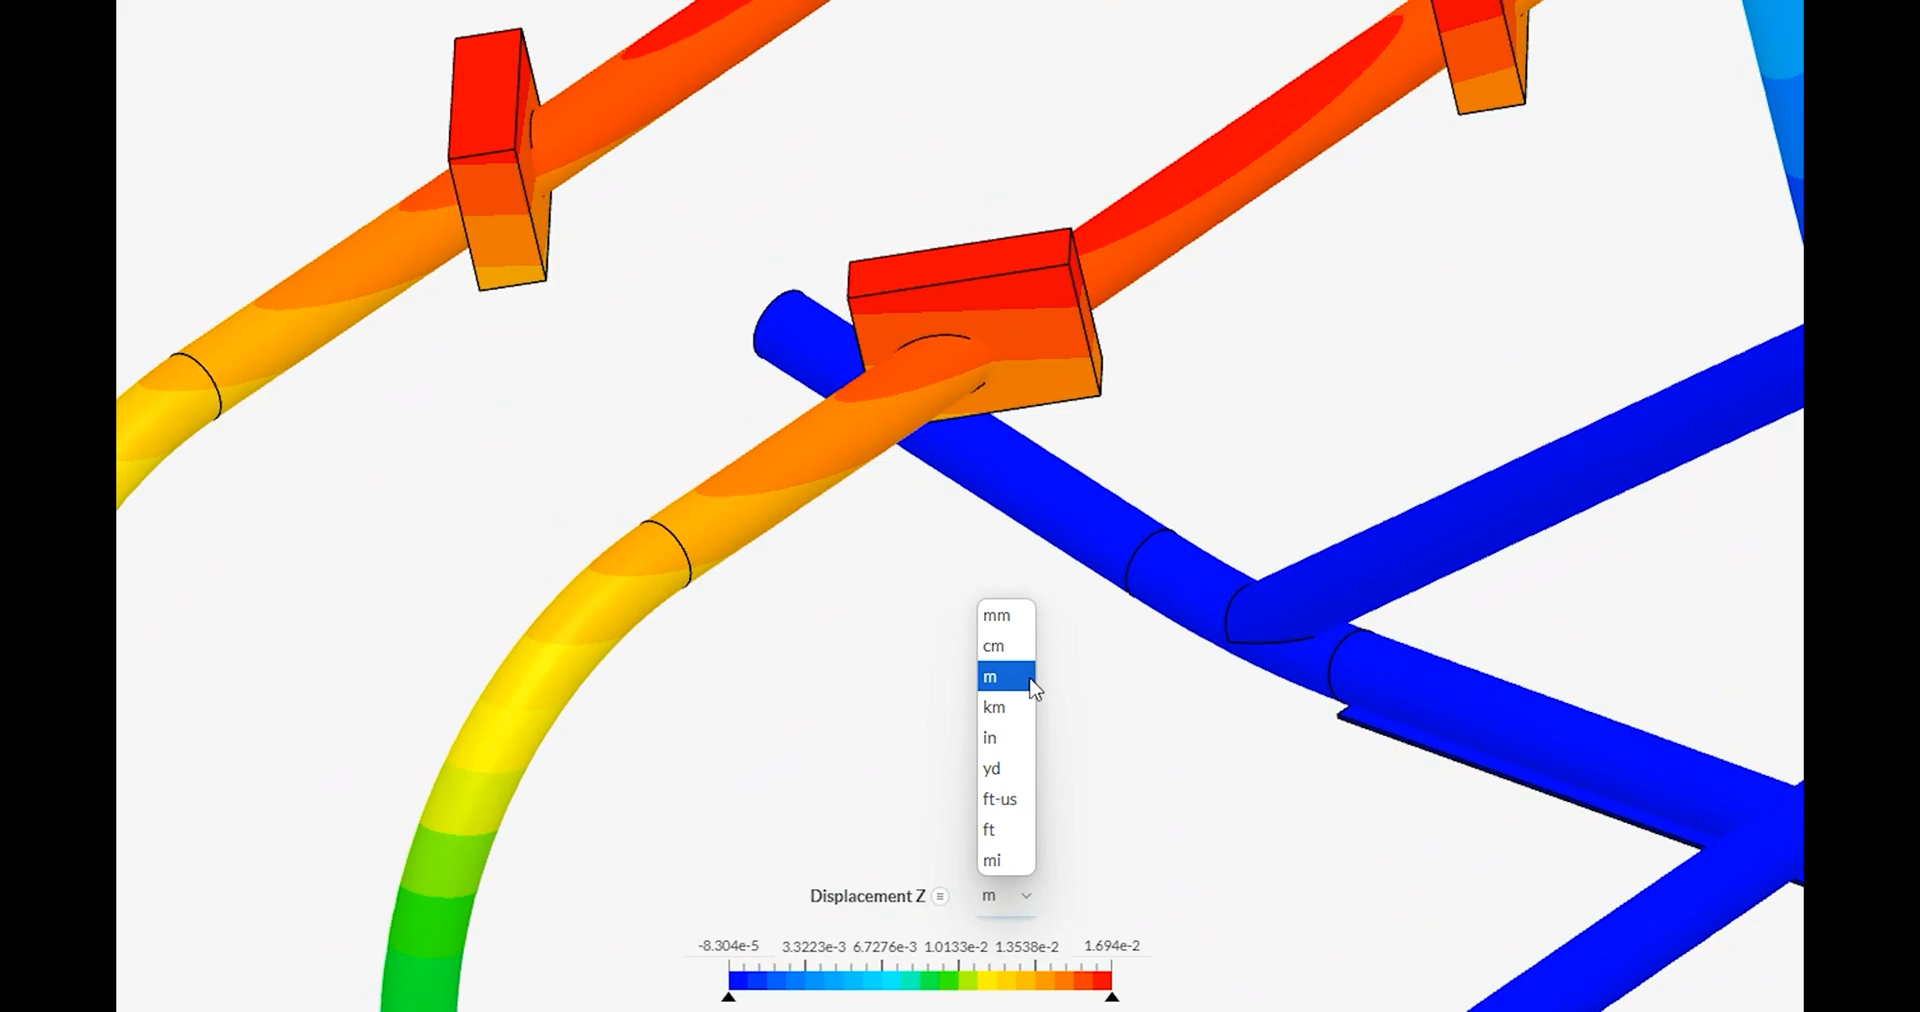 mm
cm
m
km
in
yd
ft-us
ft
mi
Displacement Z m
-8.304e-5 3.3223e-3 6.7276e-3 1.0133e-2 1.3538e-2 1.694e-2